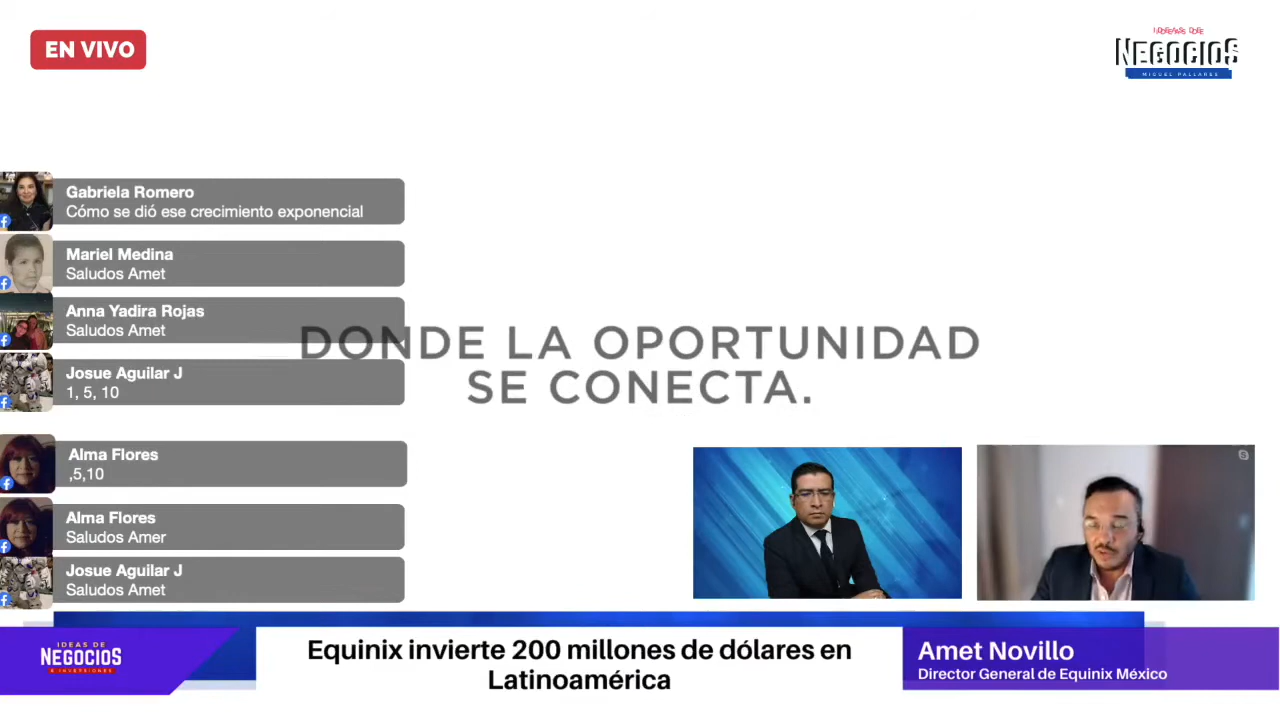 EN VIVO
IDEAS DE
NEGOCIOS
MIGUEL PALLARES
Gabriela Romero
Cómo se dió ese crecimiento exponencial
Mariel Medina
Saludos Amet
Anna Yadira Rojas
Saludos Amet
Josue Aguilar J
1, 5, 10
Alma Flores
,5,10
Alma Flores
Saludos Amer
Josue Aguilar J
Saludos Amet
DONDE LA OPORTUNIDAD
SE CONECTA.
IDEAS DE
NEGOCIOS
E INVERSIONES
Equinix invierte 200 millones de dólares en
Latinoamérica
Amet Novillo
Director General de Equinix México